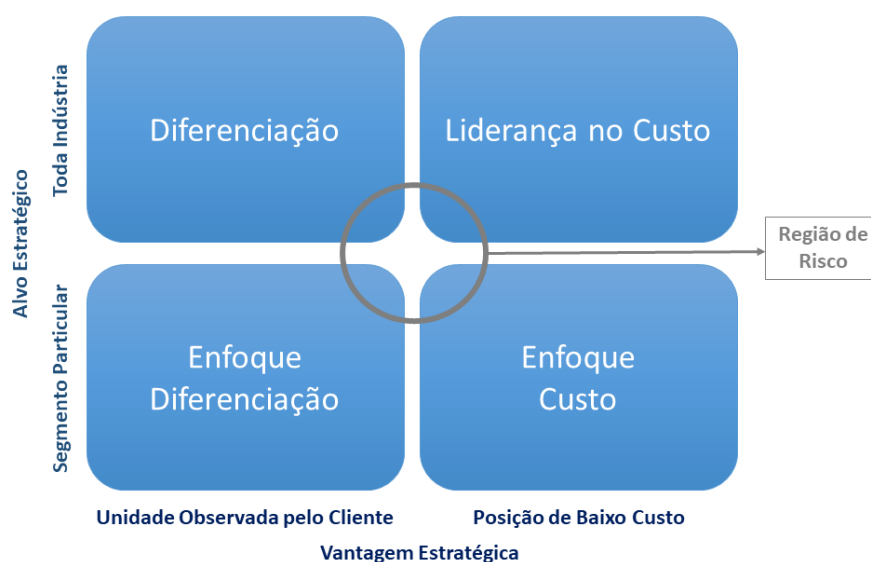 Alvo Estratégico
Toda Indústria
Diferenciação
Liderança no Custo
Região de
Risco
Segmento Particular
Enfoque
Diferenciação
Enfoque
Custo
Unidade Observada pelo Cliente
Posição de Baixo Custo
Vantagem Estratégica